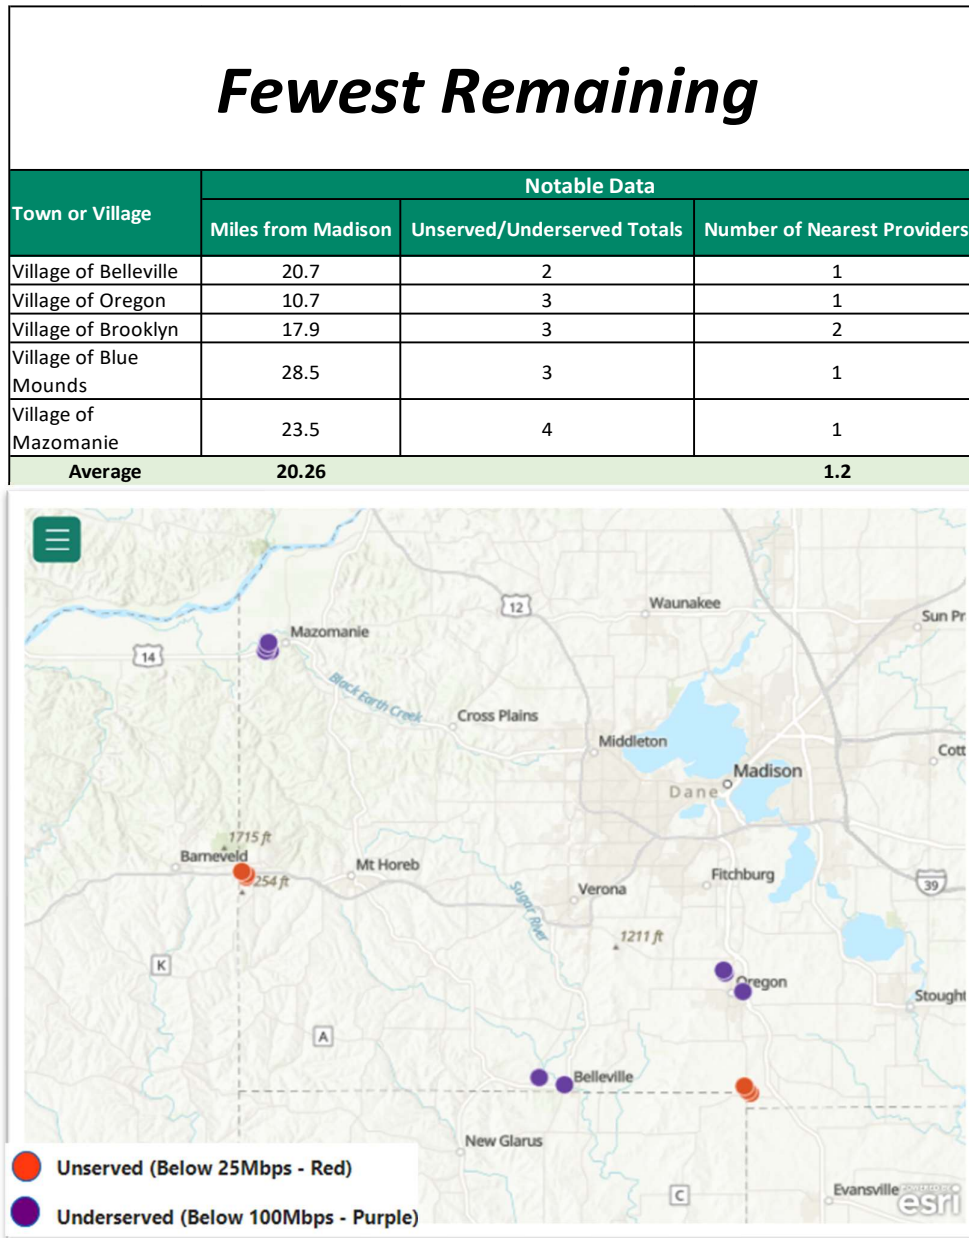 Fewest Remaining
Town or Village
Notable Data
Miles from Madison
Unserved/Underserved Totals
Number of Nearest Providers
Village of Belleville 20.7 2 1
Village of Oregon 10.7 3 1
Village of Brooklyn 17.9 3 2
Village of Blue
Mounds 28.5 3 1
Village of
Mazomanie 23.5 4 1
Average 20.26 1.2
12
Waunakee
Sun Pr
Mazomanie
14
Black Earth Creek
Cross Plains
Middleton
Cott
Madison
Dane
1715 ft
Barneveld
Mt Horeb
254 ft
Fitchburg
39
Verona
Sugar River
1211 ft
K
Oregon
Stought
A
Belleville
New Glarus
Unserved (Below 25Mbps - Red)
C
Evansville
POWERED BY
esri
Underserved (Below 100Mbps - Purple)